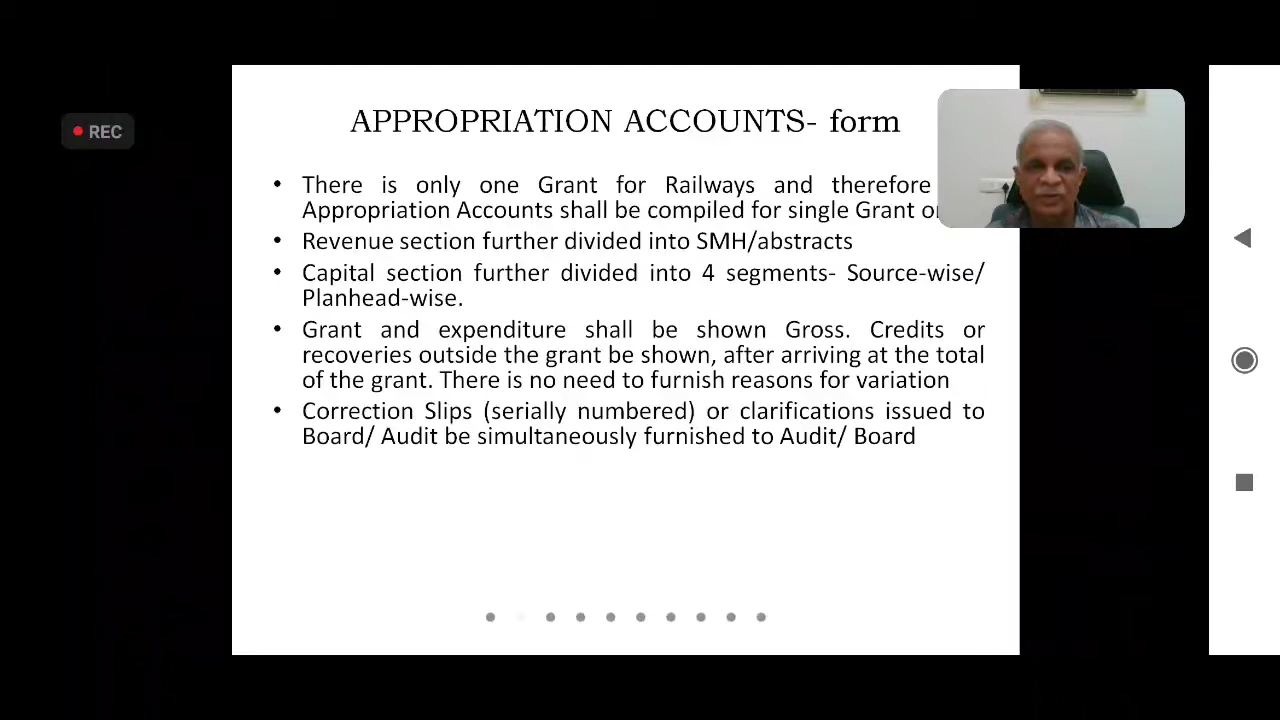 REC
APPROPRIATION ACCOUNTS- form
• There is only one Grant for Railways and therefore
Appropriation Accounts shall be compiled for single Grant
• Revenue section further divided into SMH/abstracts
• Capital section further divided into 4 segments- Source-wise/
Planhead-wise.
• Grant and expenditure shall be shown Gross. Credits or
recoveries outside the grant be shown, after arriving at the total
of the grant. There is no need to furnish reasons for variation
• Correction Slips (serially numbered) or clarifications issued to
Board/ Audit be simultaneously furnished to Audit/ Board